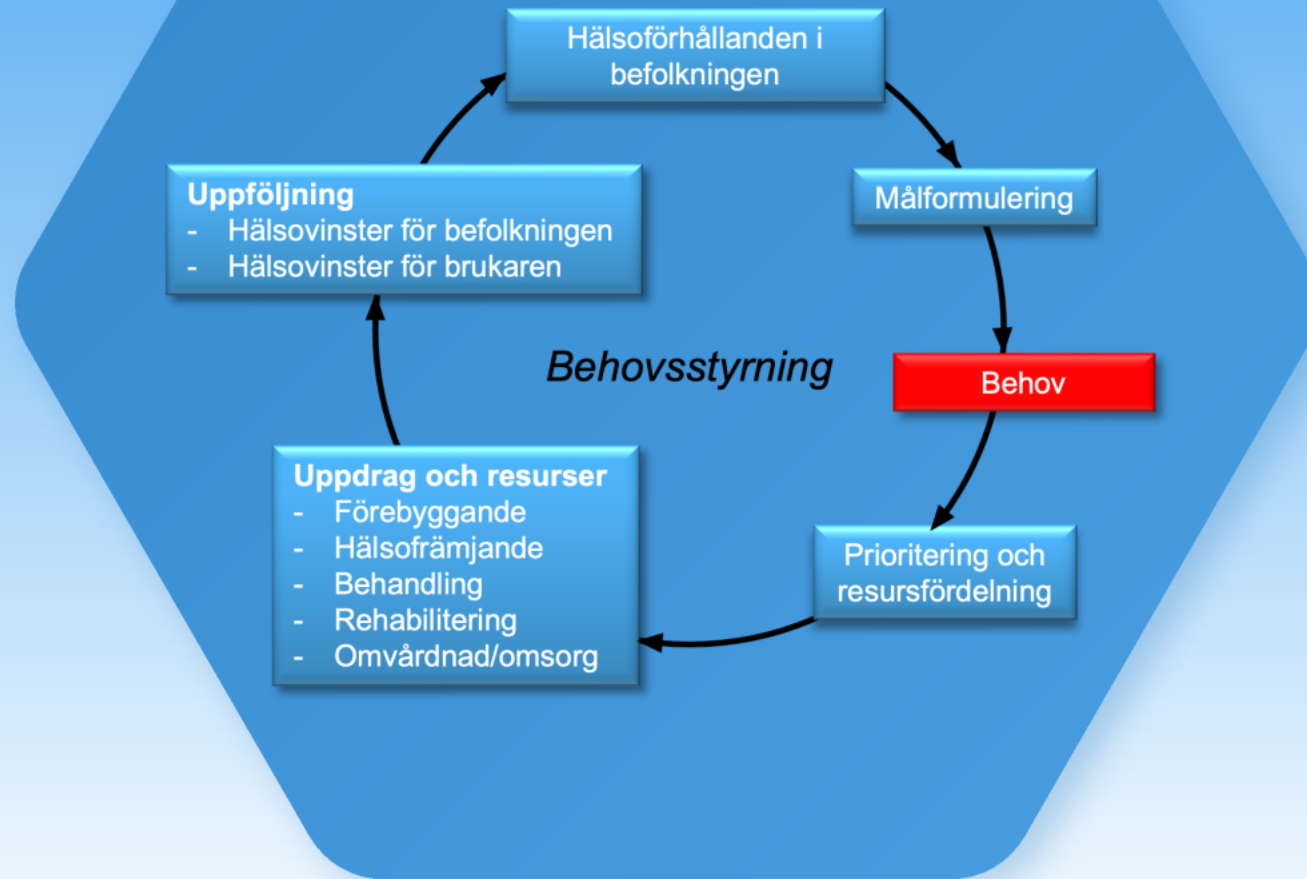 Hälsoförhållanden i
befolkningen
Målformulering
Behov
Prioritering och
resursfördelning
Uppdrag och resurser
- Förebyggande
- Hälsofrämjande
- Behandling
- Rehabilitering
- Omvårdnad/omsorg
Uppföljning
- Hälsovinster för befolkningen
- Hälsovinster för brukaren
Behovsstyrning